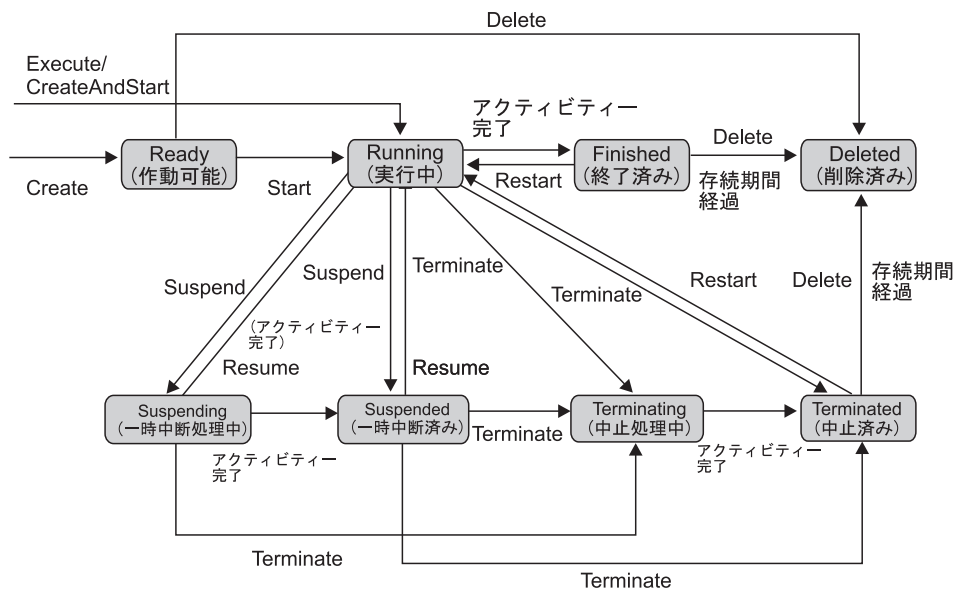 Delete
Execute/
CreateAndStart
Create
Ready
(作動可能)
Start
Running
(実行中)
アクティビティー
完了
Restart
Finished
(終了済み)
Delete
存続期間
経過
Deleted
(削除済み)
Suspend
(アクティビティー
完了)
Resume
Suspend
Terminate
Resume
Terminate
Restart
Delete
存続期間
経過
Suspending
(一時中断処理中)
アクティビティー
完了
Suspended
(一時中断済み)
Terminate
Terminating
(中止処理中)
アクティビティー
完了
Terminated
(中止済み)
Terminate
Terminate